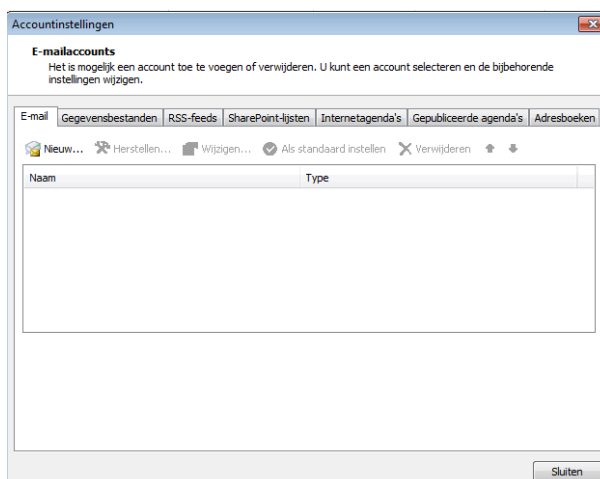 Accountinstellingen
E-mailaccounts
Het is mogelijk een account toe te voegen of verwijderen. U kunt een account selecteren en de bijbehorende
instellingen wijzigen.
E-mail Gegevensbestanden RSS-feeds SharePoint-lijsten Internetagenda's Gepubliceerde agenda's Adresboeken
Nieuw... Herstellen... Wijzigen... Als standaard instellen Verwijderen
Naam Type
Sluiten